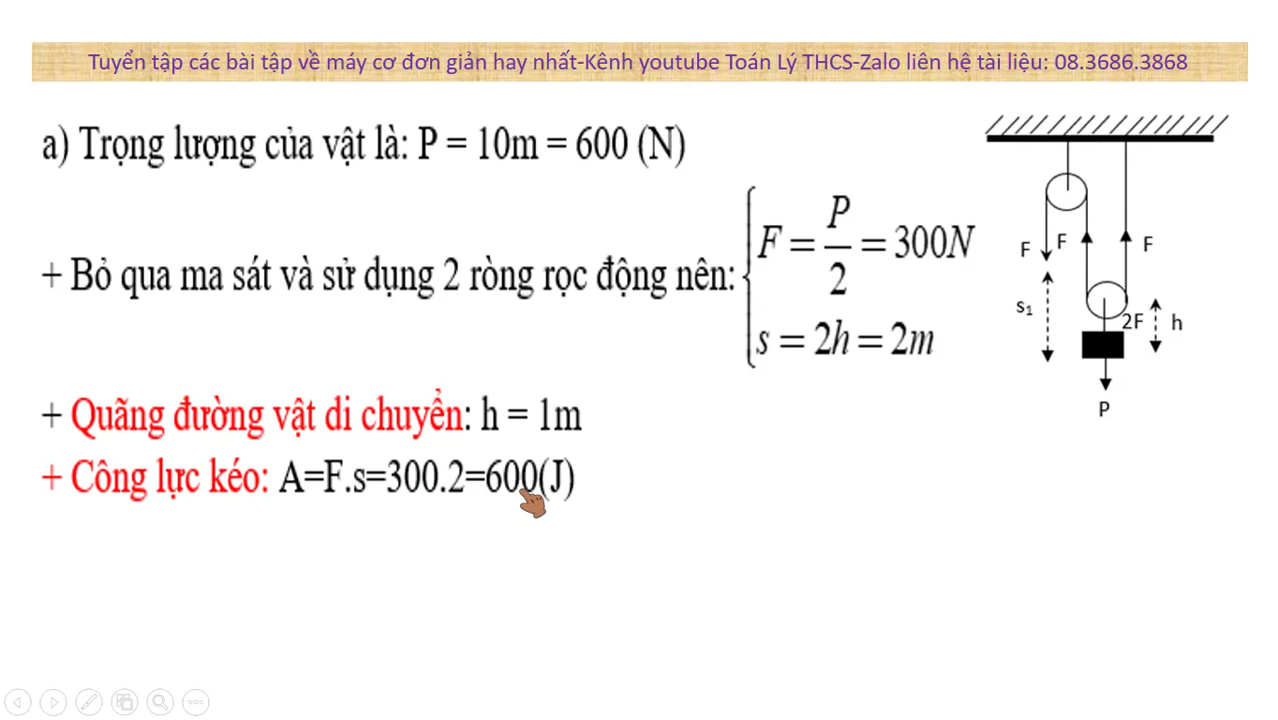 Tuyển tập các bài tập về máy cơ đơn giản hay nhất-Kênh youtube Toán Lý THCS-Zalo liên hệ tài liệu: 08.3686.3868
a) Trọng lượng của vật là: P = 10m = 600 (N)
+ Bỏ qua ma sát và sử dụng 2 ròng rọc động nên:
F = P/2 = 300N
s = 2h = 2m
+ Quãng đường vật di chuyển: h = 1m
+ Công lực kéo: A=F.s=300.2=600(J)
F F F
s₁ 2F h
P